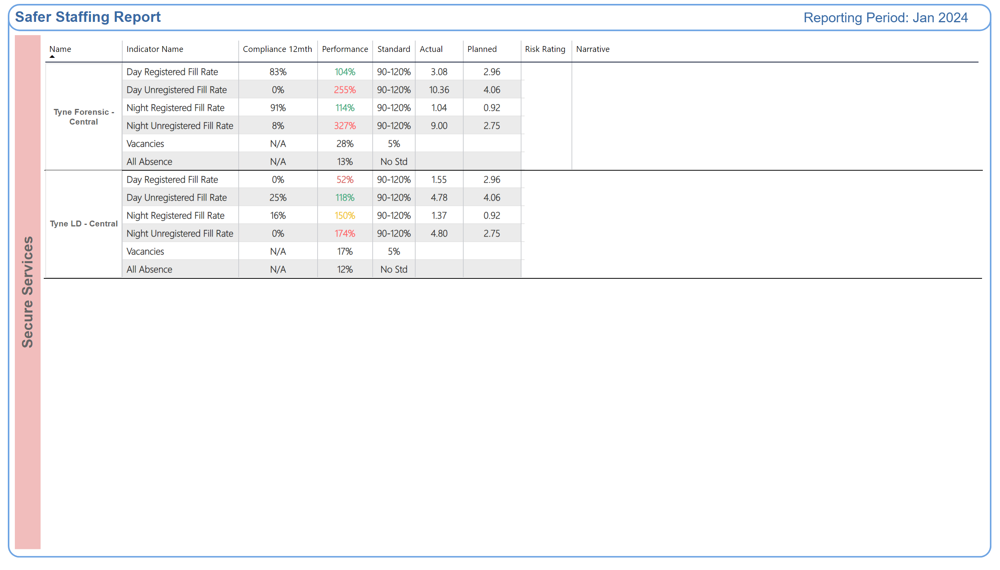 Safer Staffing Report
Reporting Period: Jan 2024
Secure Services
Name Indicator Name Compliance 12mth Performance Standard Actual Planned Risk Rating Narrative
Tyne Forensic -
Central
Day Registered Fill Rate 83% 104% 90-120% 3.08 2.96
Day Unregistered Fill Rate 0% 255% 90-120% 10.36 4.06
Night Registered Fill Rate 91% 114% 90-120% 1.04 0.92
Night Unregistered Fill Rate 8% 327% 90-120% 9.00 2.75
Vacancies N/A 28% 5%
All Absence N/A 13% No Std
Tyne LD - Central
Day Registered Fill Rate 0% 52% 90-120% 1.55 2.96
Day Unregistered Fill Rate 25% 118% 90-120% 4.78 4.06
Night Registered Fill Rate 16% 150% 90-120% 1.37 0.92
Night Unregistered Fill Rate 0% 174% 90-120% 4.80 2.75
Vacancies N/A 17% 5%
All Absence N/A 12% No Std